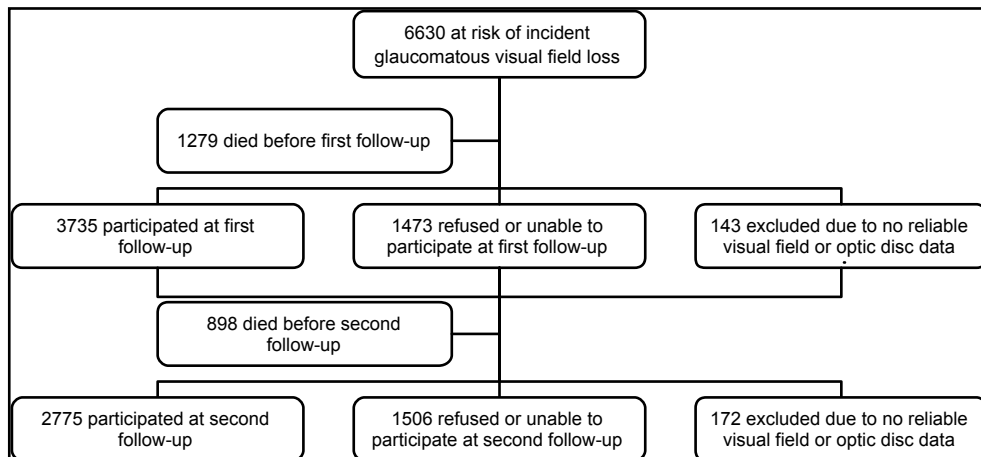 6630 at risk of incident
glaucomatous visual field loss
1279 died before first follow-up
3735 participated at first
follow-up
1473 refused or unable to
participate at first follow-up
143 excluded due to no reliable
visual field or optic disc data
898 died before second
follow-up
2775 participated at second
follow-up
1506 refused or unable to
participate at second follow-up
172 excluded due to no reliable
visual field or optic disc data